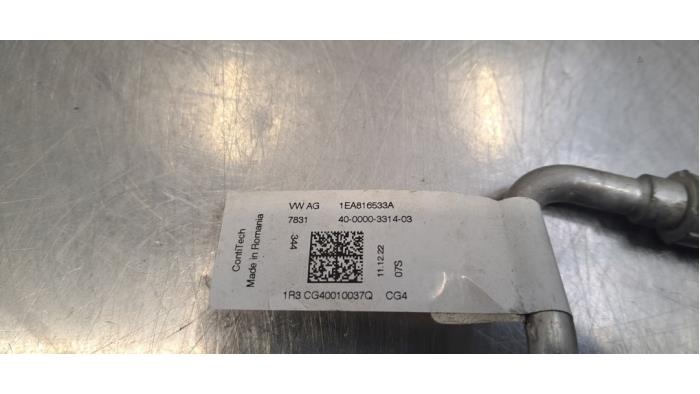 VW AG 1EA816533A
7831 40-0000-3314-03
ContiTech
Made in Romania
344
11.12.22
07S
1R3 CG40010037Q CG4